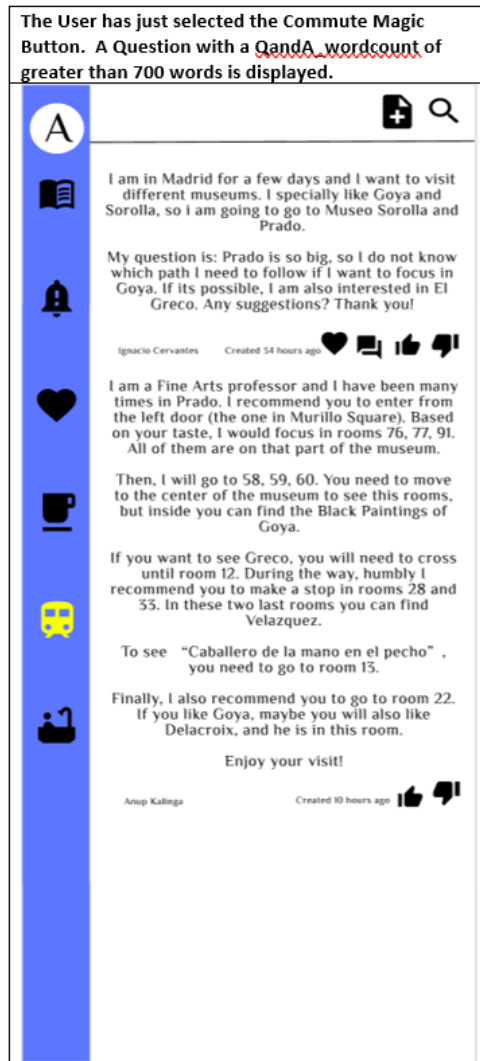 The User has just selected the Commute Magic
Button. A Question with a QandA_wordcount of
greater than 700 words is displayed.
A
I am in Madrid for a few days and I want to visit
different museums. I specially like Goya and
Sorolla, so i am going to go to Museo Sorolla and
Prado.
My question is: Prado is so big, so I do not know
which path I need to follow if I want to focus in
Goya. If its possible, I am also interested in El
Greco. Any suggestions? Thank you!
Ignacio Cervantes Created 34 hours ago
I am a Fine Arts professor and I have been many
times in Prado. I recommend you to enter from
the left door (the one in Murillo Square). Based
on your taste, I would focus in rooms 76, 77, 91.
All of them are on that part of the museum.
Then, I will go to 58, 59, 60. You need to move
to the center of the museum to see this rooms,
but inside you can find the Black Paintings of
Goya.
If you want to see Greco, you will need to cross
until room 12. During the way, humbly I
recommend you to make a stop in rooms 28 and
33. In these two last rooms you can find
Velazquez.
To see “Caballero de la mano en el pecho” ,
you need to go to room 13.
Finally, I also recommend you to go to room 22.
If you like Goya, maybe you will also like
Delacroix, and he is in this room.
Enjoy your visit!
Anup Kalinga Created 10 hours ago